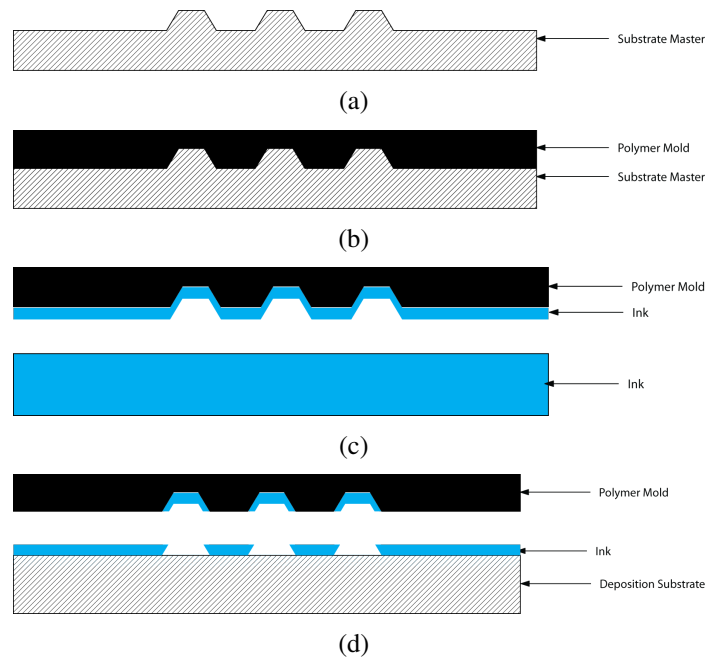 Substrate Master
(a)
Polymer Mold
Substrate Master
(b)
Polymer Mold
Ink
Ink
(c)
Polymer Mold
Ink
Deposition Substrate
(d)